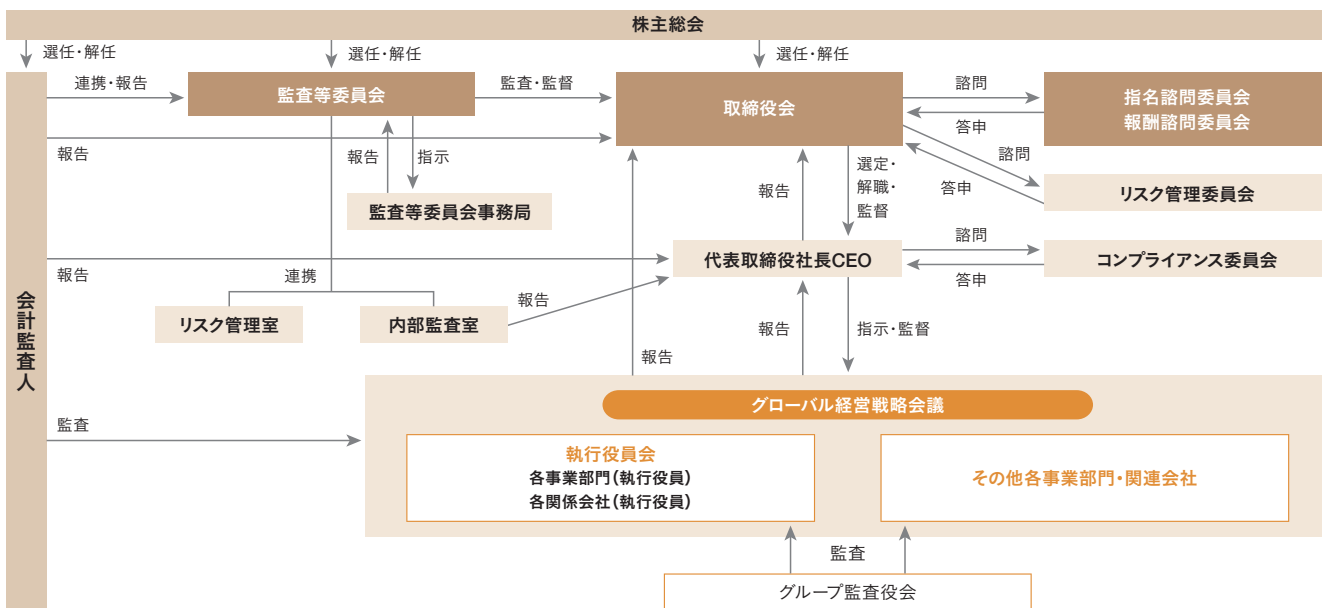 株主総会
選任・解任
選任・解任
選任・解任
会計監査人
連携・報告
監査等委員会
監査・監督
取締役会
諮問
答申
指名諮問委員会
報酬諮問委員会
報告
報告
指示
監査等委員会事務局
報告
選定・
解職・
監督
諮問
答申
リスク管理委員会
報告
代表取締役社長CEO
諮問
答申
コンプライアンス委員会
連携
リスク管理室
内部監査室
報告
報告
報告
指示・監督
監査
グローバル経営戦略会議
執行役員会
各事業部門(執行役員)
各関係会社(執行役員)
その他各事業部門・関連会社
監査
グループ監査役会